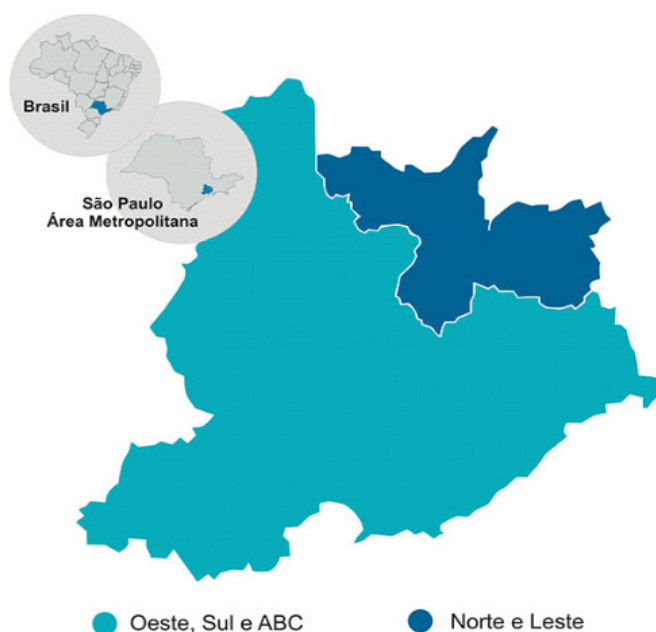 Brasil
São Paulo
Área Metropolitana
Oeste, Sul e ABC
Norte e Leste